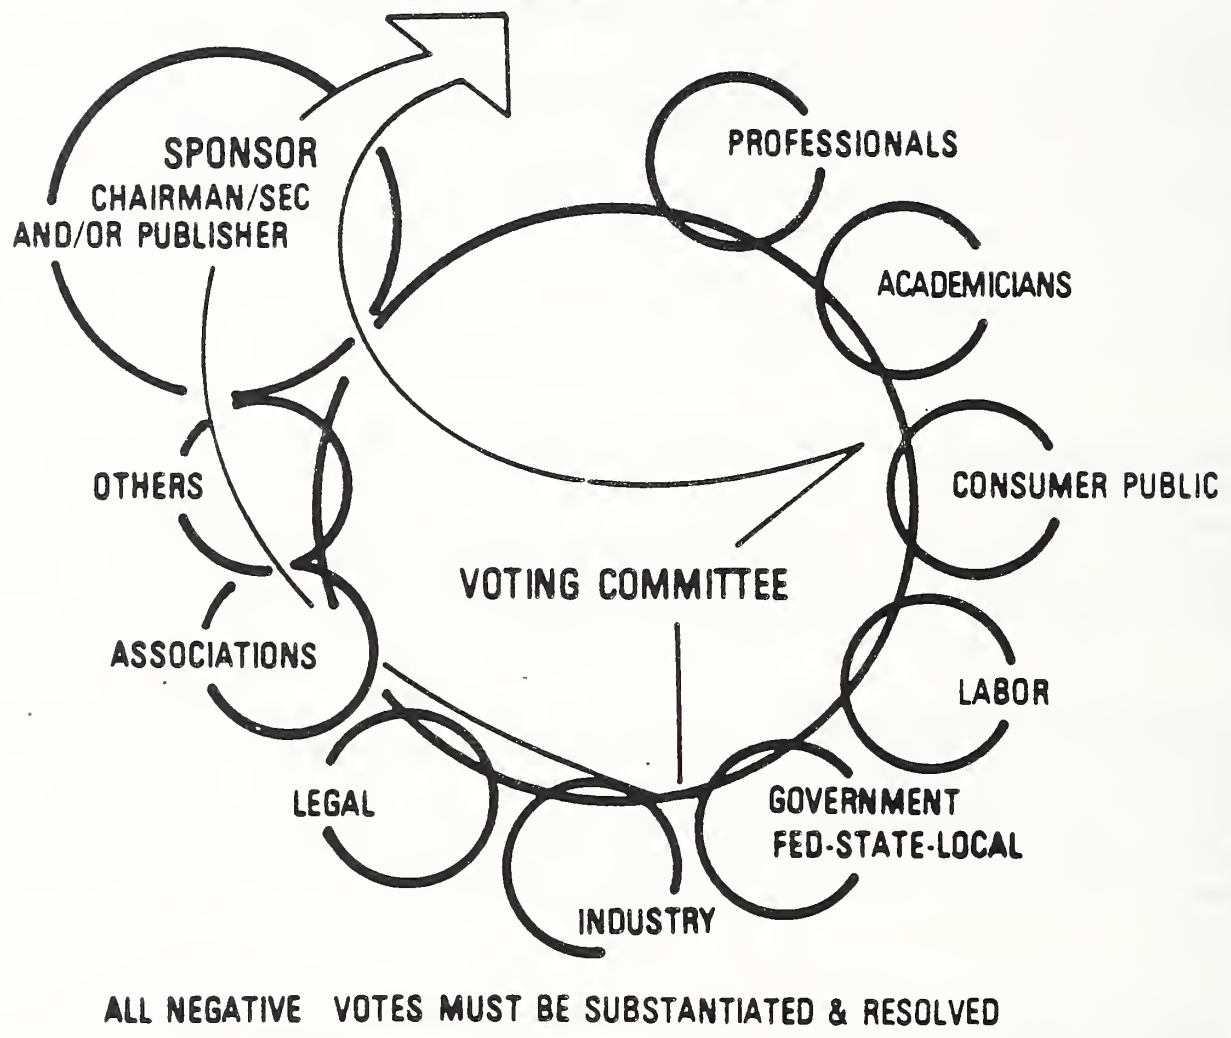 SPONSOR
CHAIRMAN/SEC
AND/OR PUBLISHER
PROFESSIONALS
ACADEMICIANS
CONSUMER PUBLIC
LABOR
GOVERNMENT
FED-STATE-LOCAL
INDUSTRY
LEGAL
ASSOCIATIONS
OTHERS
VOTING COMMITTEE
ALL NEGATIVE VOTES MUST BE SUBSTANTIATED & RESOLVED